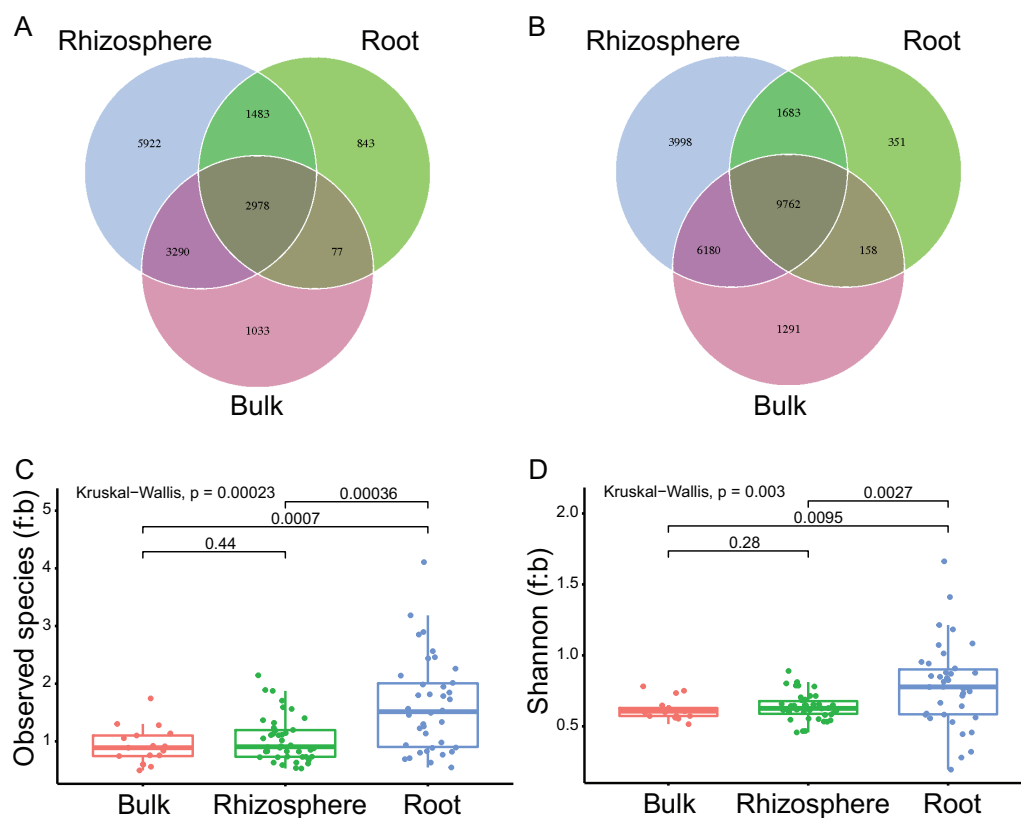 A
Rhizosphere
Root
1483
5922
843
2978
3290
77
1033
Bulk
B
Rhizosphere
Root
1683
3998
351
9762
6180
158
1291
Bulk
C
Kruskal−Wallis, p = 0.00023
0.00036
0.0007
0.44
Observed species (f:b)
5
4
3
2
1
Bulk
Rhizosphere
Root
D
Kruskal−Wallis, p = 0.003
0.0027
0.0095
0.28
Shannon (f:b)
2.0
1.5
1.0
0.5
Bulk
Rhizosphere
Root